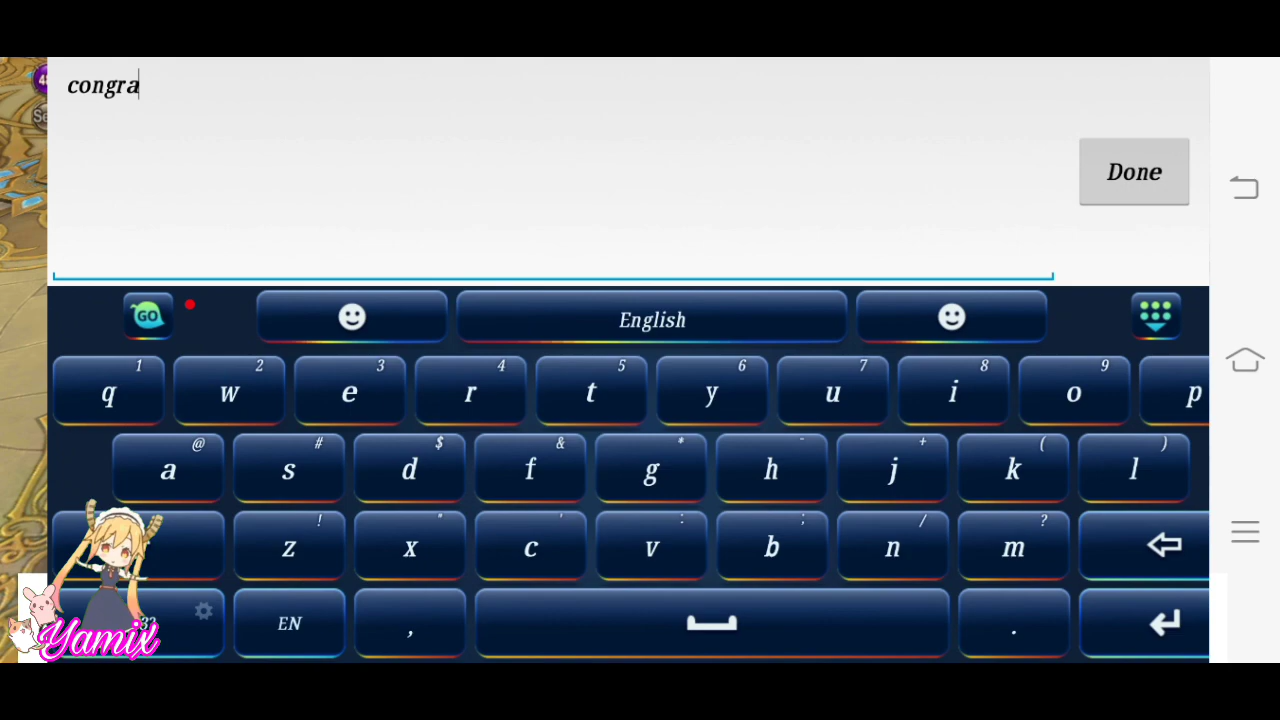 congra
Done
GO
English
1 2 3 4 5 6 7 8 9
q w e r t y u i o p
@ # $ & * - + ( )
a s d f g h j k l
! " ' : ; / ?
z x c v b n m
EN , .
Yamix